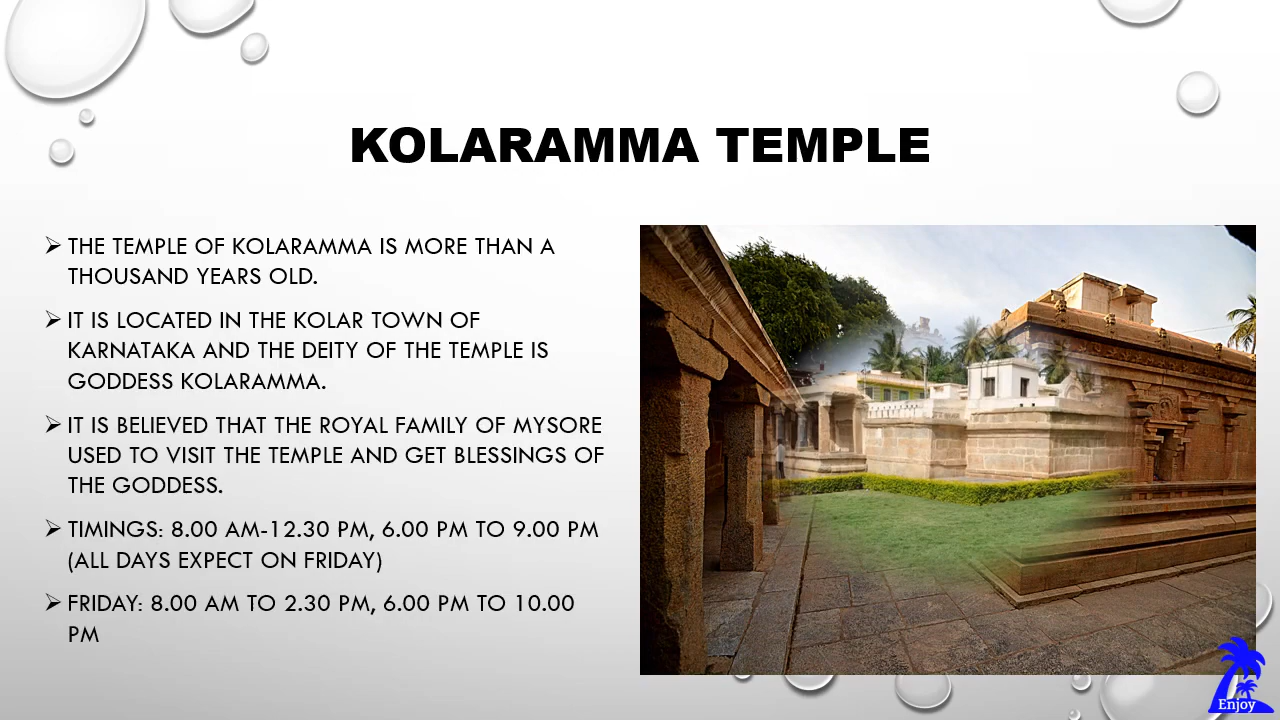 KOLARAMMA TEMPLE
THE TEMPLE OF KOLARAMMA IS MORE THAN A
THOUSAND YEARS OLD.
IT IS LOCATED IN THE KOLAR TOWN OF
KARNATAKA AND THE DEITY OF THE TEMPLE IS
GODDESS KOLARAMMA.
IT IS BELIEVED THAT THE ROYAL FAMILY OF MYSORE
USED TO VISIT THE TEMPLE AND GET BLESSINGS OF
THE GODDESS.
TIMINGS: 8.00 AM-12.30 PM, 6.00 PM TO 9.00 PM
(ALL DAYS EXPECT ON FRIDAY)
FRIDAY: 8.00 AM TO 2.30 PM, 6.00 PM TO 10.00
PM
Enjoy